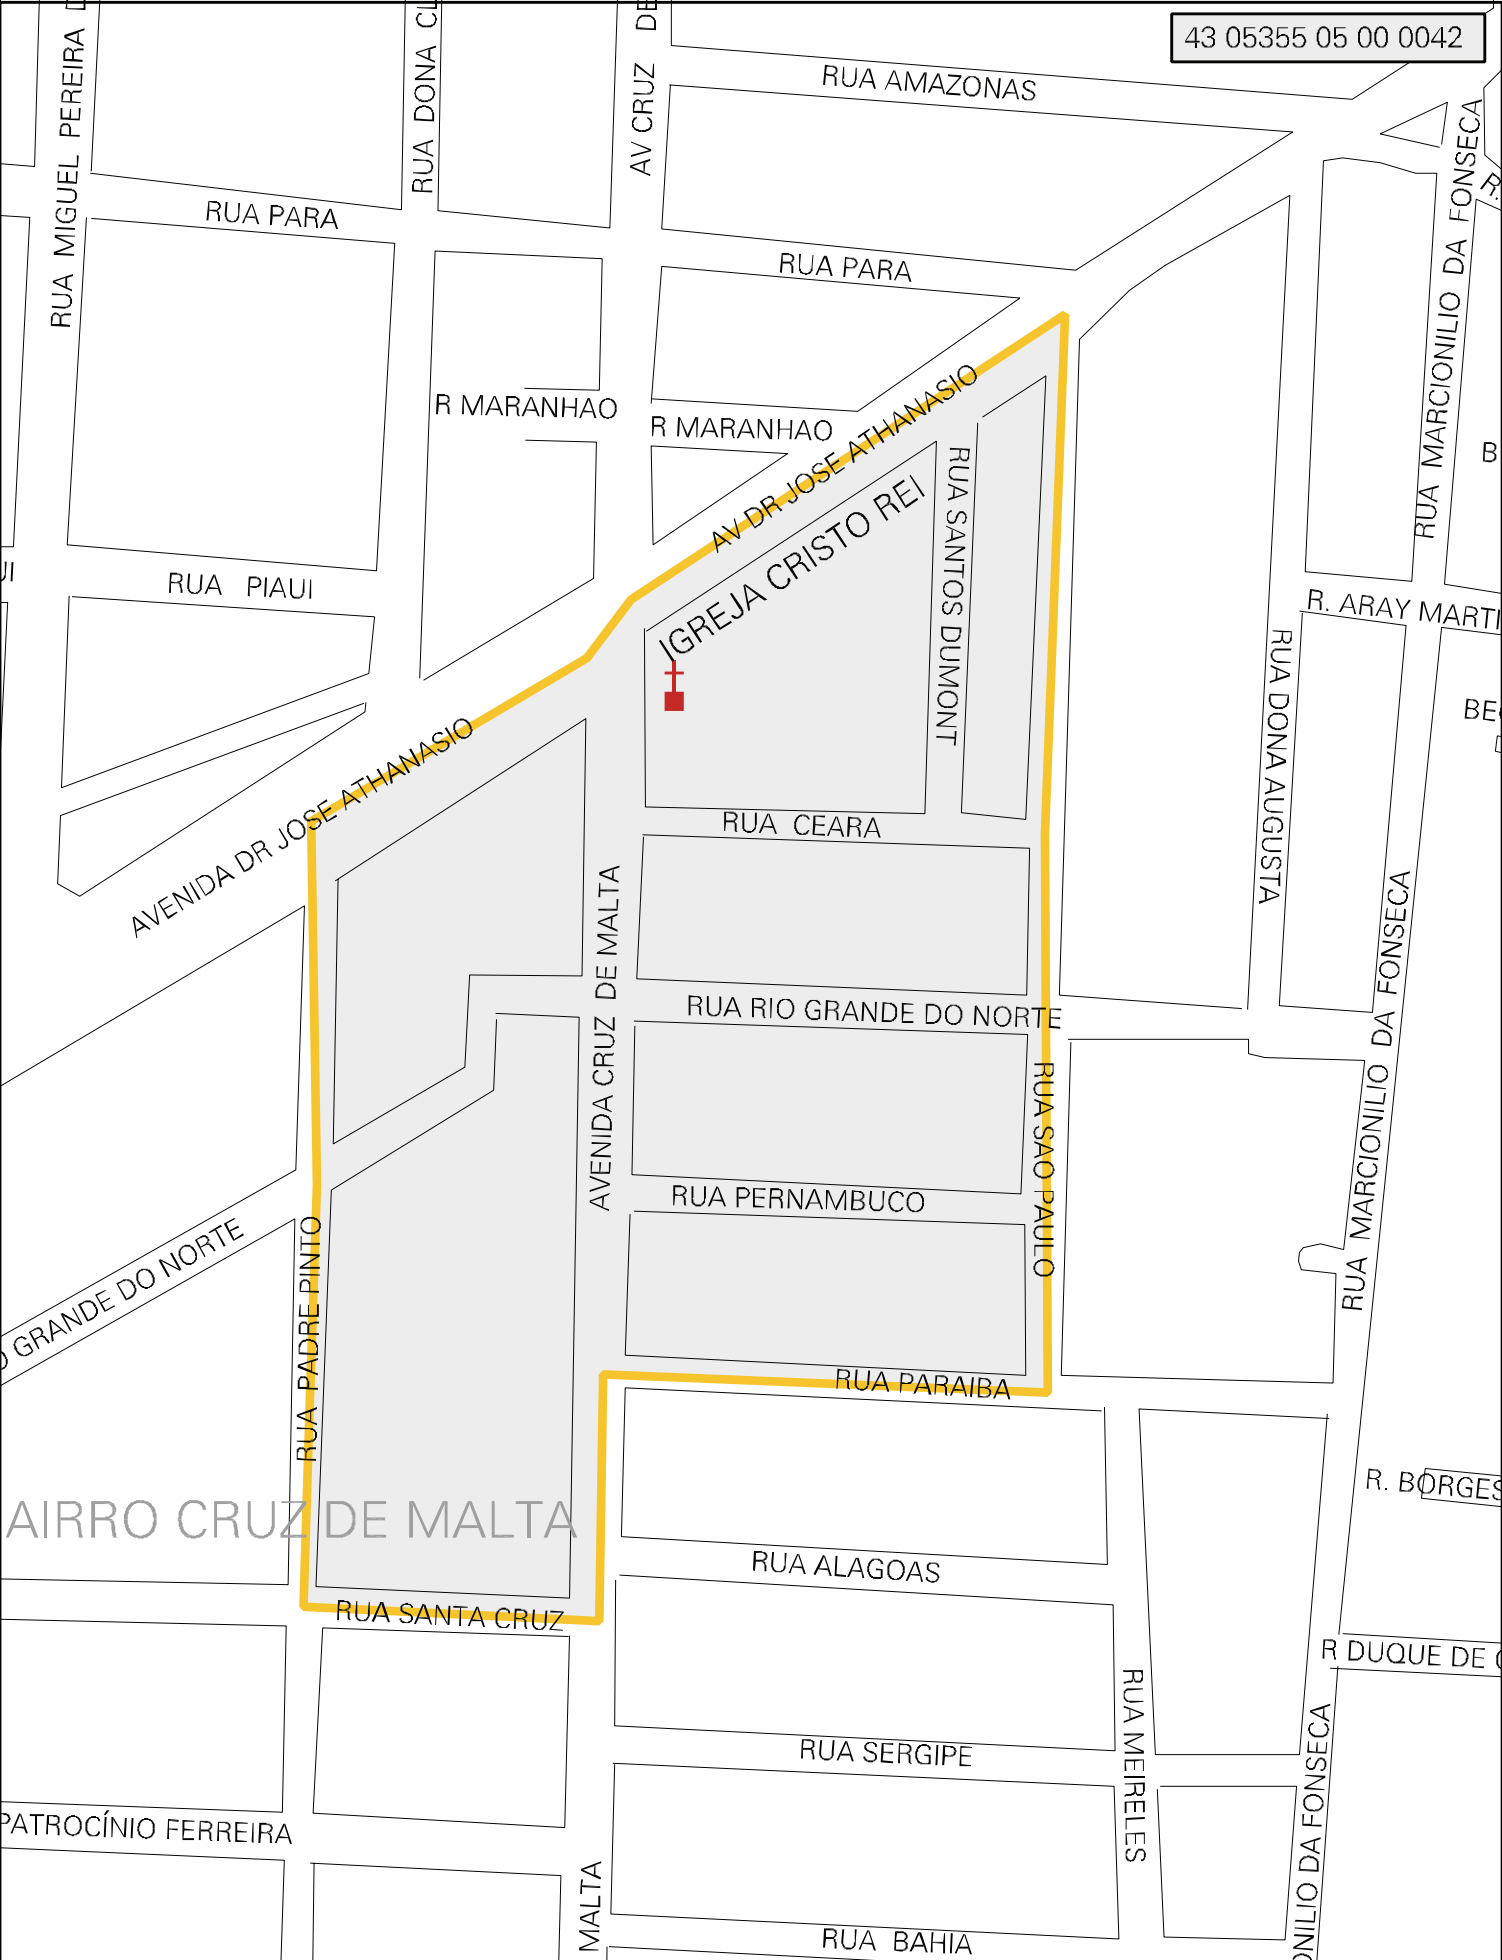 43 05355 05 00 0042
RUA AMAZONAS
RUA MIGUEL PEREIRA
RUA DONA
AV CRUZ DE
RUA PARA
RUA PARA
RUA MARCIONILIO DA FONSECA
R.
R MARANHAO
R MARANHAO
AV DR JOSE ATHANASIO
IGREJA CRISTO REI
RUA SANTOS DUMONT
B
RUA PIAUI
R. ARAY MARTI
RUA DONA AUGUSTA
AVENIDA DR JOSE ATHANASIO
RUA CEARA
AVENIDA CRUZ DE MALTA
RUA RIO GRANDE DO NORTE
RUA SAO PAULO
RUA MARCIONILIO DA FONSECA
RUA PERNAMBUCO
GRANDE DO NORTE
RUA PADRE PINTO
RUA PARAIBA
R. BORGES
AIRRO CRUZ DE MALTA
RUA ALAGOAS
RUA SANTA CRUZ
R DUQUE DE
RUA MEIRELES
RUA SERGIPE
NILIO DA FONSECA
PATROCÍNIO FERREIRA
MALTA
RUA BAHIA